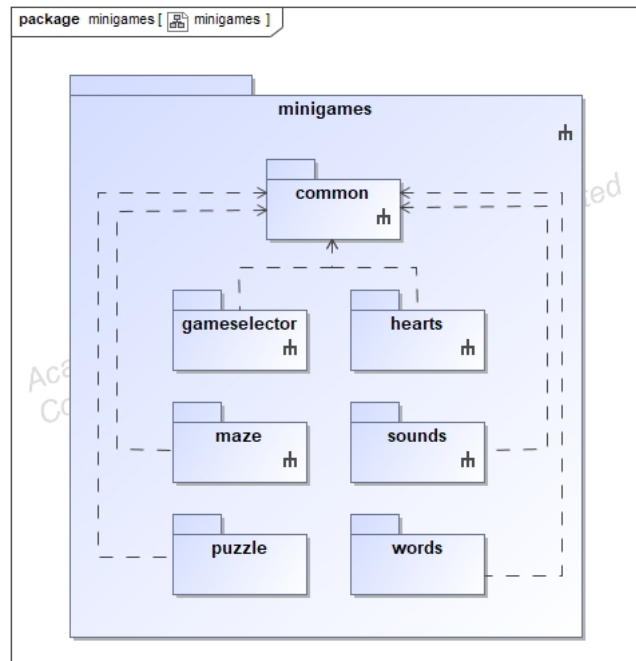 package minigames [ minigames ]
minigames
common
gameselector
hearts
maze
sounds
puzzle
words